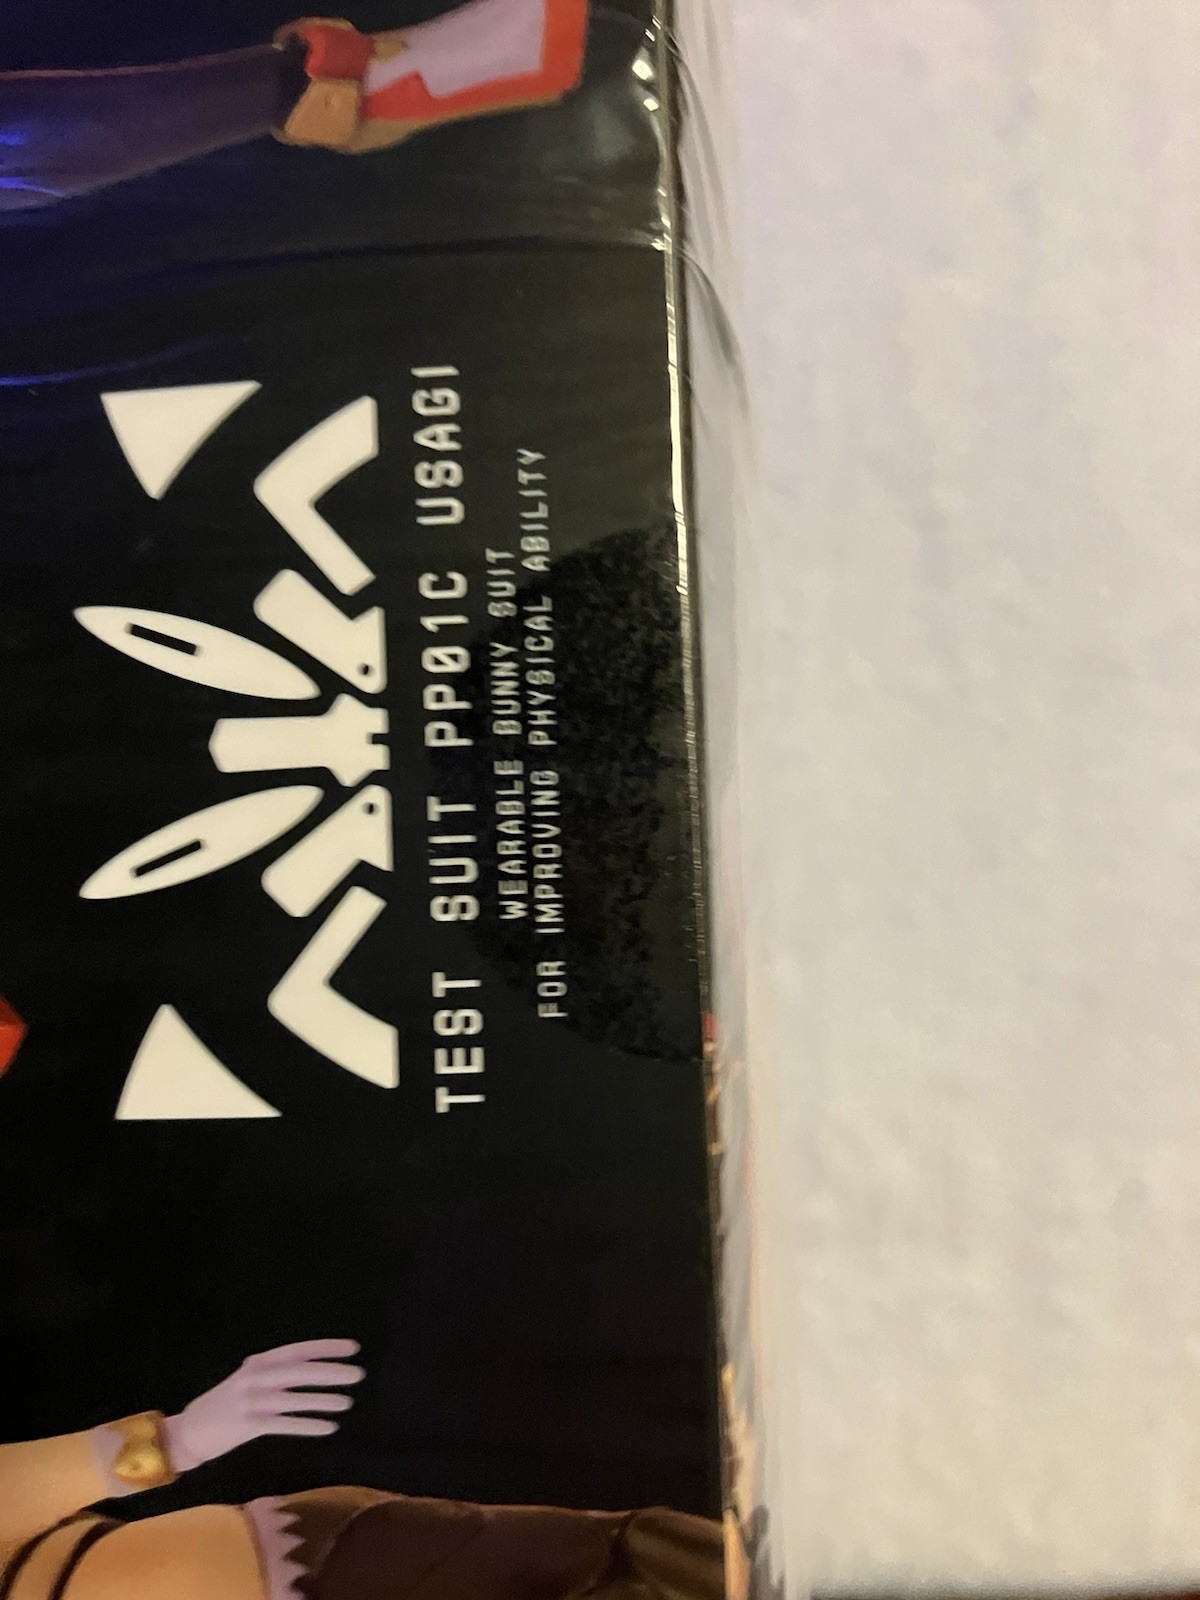 TEST SUIT PP01C USAGI
WEARABLE BUNNY SUIT
FOR IMPROVING PHYSICAL ABILITY